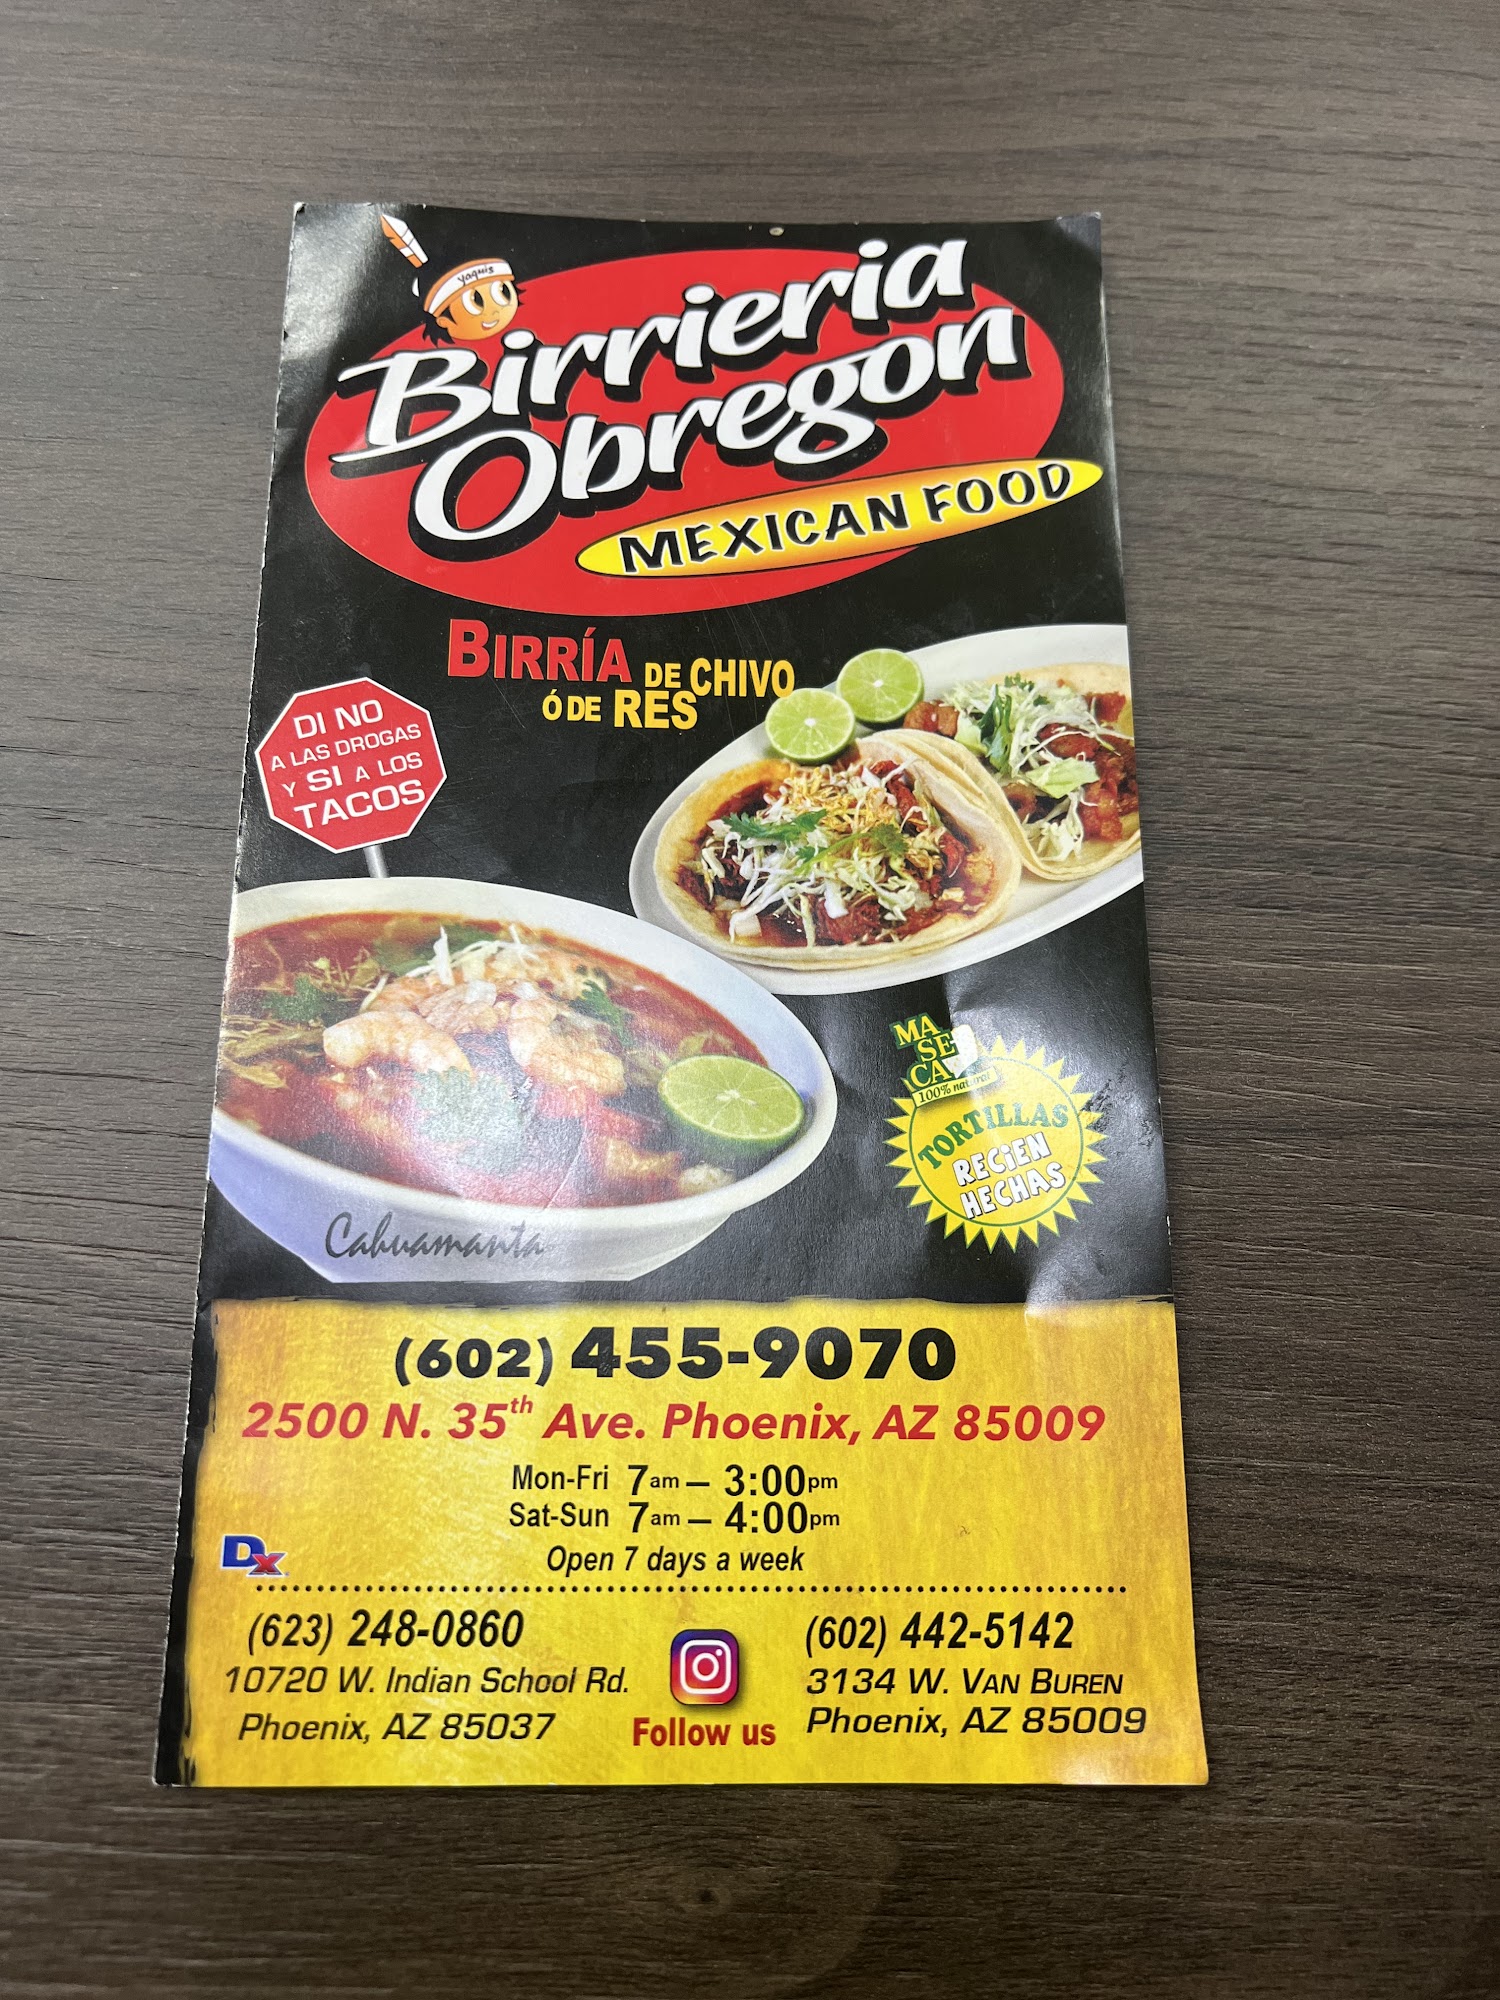 Yaquis
Birrieria
Obregon
MEXICAN FOOD
BIRRÍA DE CHIVO
Ó DE RES
DI NO
A LAS DROGAS
Y SI A LOS
TACOS
MA
SE
CA
100% natural
TORTILLAS
RECIEN
HECHAS
Cahuamanta
(602) 455-9070
2500 N. 35th Ave. Phoenix, AZ 85009
Mon-Fri 7am – 3:00pm
Sat-Sun 7am – 4:00pm
Open 7 days a week
DX
(623) 248-0860
10720 W. Indian School Rd.
Phoenix, AZ 85037
Follow us
(602) 442-5142
3134 W. VAN BUREN
Phoenix, AZ 85009